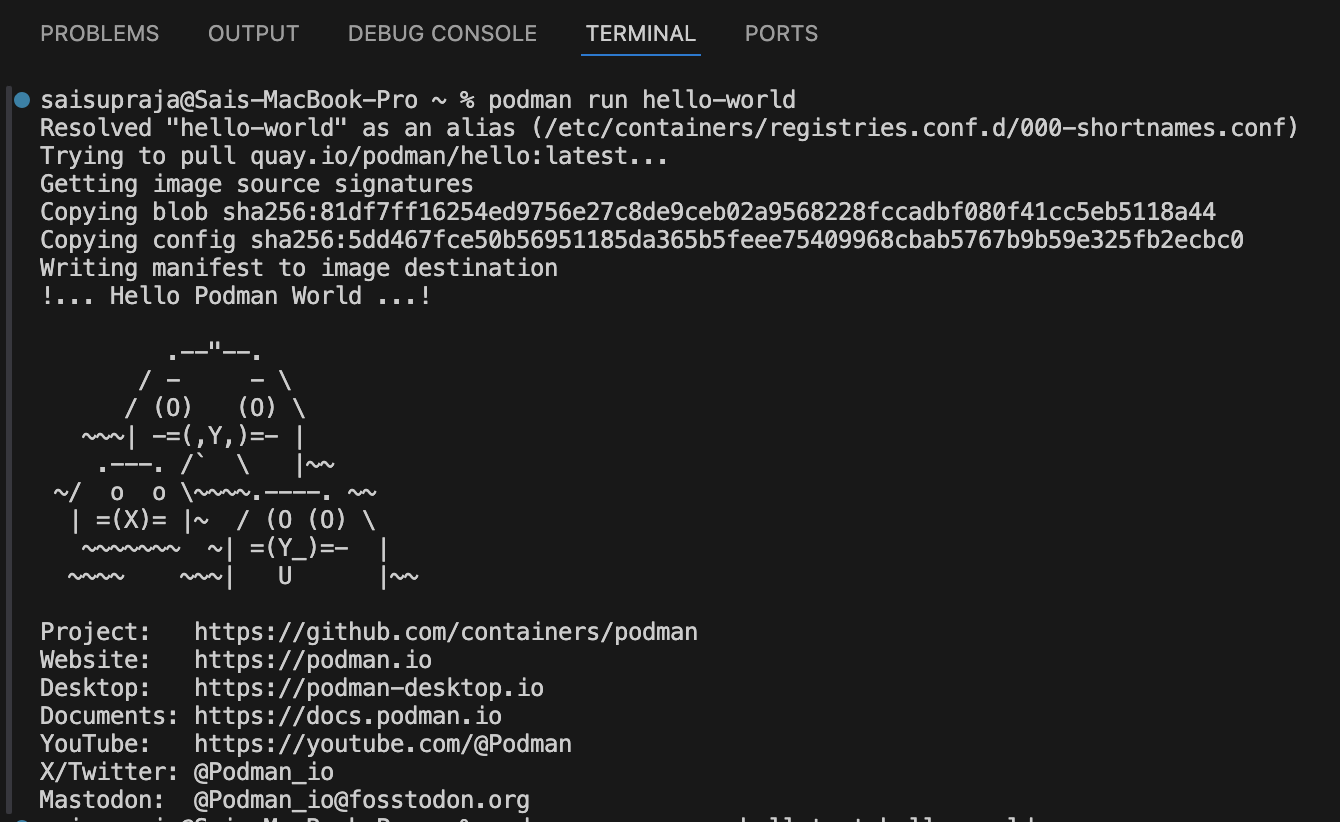 PROBLEMS OUTPUT DEBUG CONSOLE TERMINAL PORTS
saisupraja@Sais-MacBook-Pro ~ % podman run hello-world
Resolved "hello-world" as an alias (/etc/containers/registries.conf.d/000-shortnames.conf)
Trying to pull quay.io/podman/hello:latest...
Getting image source signatures
Copying blob sha256:81df7ff16254ed9756e27c8de9ceb02a9568228fccadbf080f41cc5eb5118a44
Copying config sha256:5dd467fce50b56951185da365b5feee75409968cbab5767b9b59e325fb2ecbc0
Writing manifest to image destination
!... Hello Podman World ...!

         .--"--.
       / -     - \
      / (O)   (O) \
   ~~~| -=(,Y,)=- |
    .---. /`  \   |~~
 ~/  o  o \~~~~.----. ~~
  | =(X)= |~  / (O (O) \
   ~~~~~~~  ~| =(Y_)=-  |
  ~~~~    ~~~|   U      |~~

Project:   https://github.com/containers/podman
Website:   https://podman.io
Desktop:   https://podman-desktop.io
Documents: https://docs.podman.io
YouTube:   https://youtube.com/@Podman
X/Twitter: @Podman_io
Mastodon:  @Podman_io@fosstodon.org